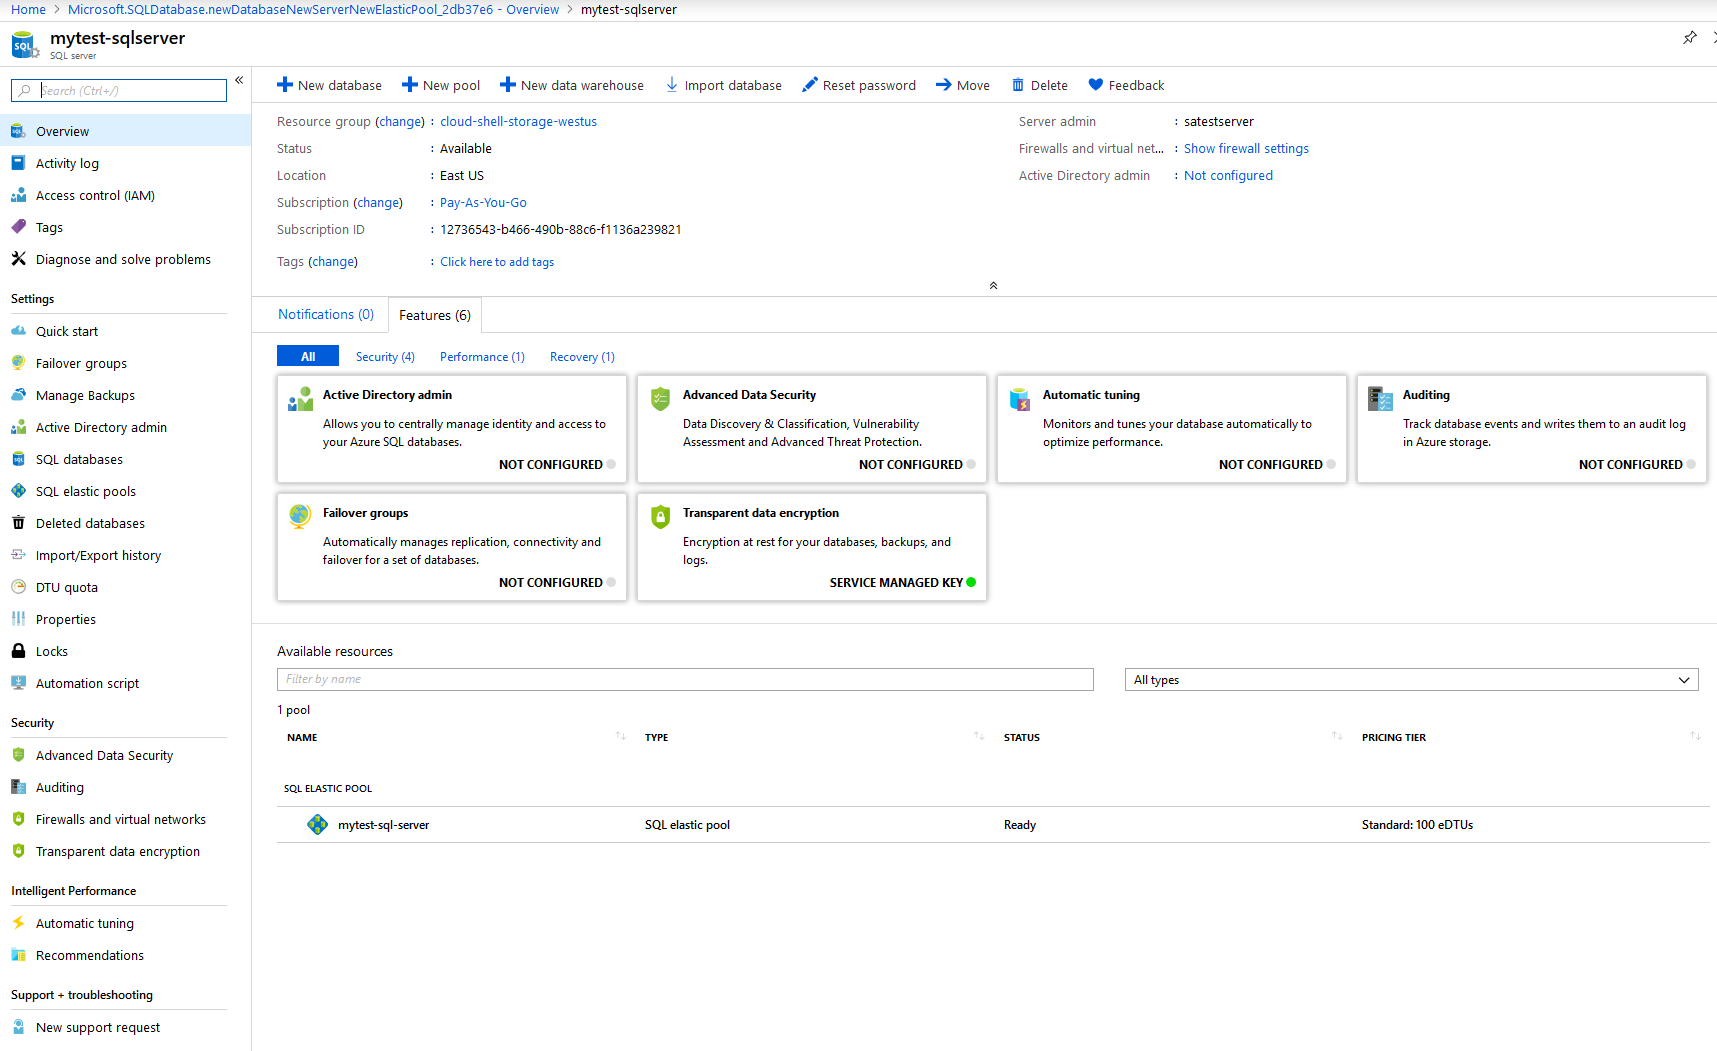 Home > Microsoft.SQLDatabase.newDatabaseNewServerNewElasticPool_2db37e6 - Overview > mytest-sqlserver
mytest-sqlserver
SQL server
Search (Ctrl+/)
Overview
Activity log
Access control (IAM)
Tags
Diagnose and solve problems
Settings
Quick start
Failover groups
Manage Backups
Active Directory admin
SQL databases
SQL elastic pools
Deleted databases
Import/Export history
DTU quota
Properties
Locks
Automation script
Security
Advanced Data Security
Auditing
Firewalls and virtual networks
Transparent data encryption
Intelligent Performance
Automatic tuning
Recommendations
Support + troubleshooting
New support request
New database New pool New data warehouse Import database Reset password Move Delete Feedback
Resource group (change) : cloud-shell-storage-westus
Status : Available
Location : East US
Subscription (change) : Pay-As-You-Go
Subscription ID : 12736543-b466-490b-88c6-f1136a239821
Tags (change) : Click here to add tags
Server admin : satestserver
Firewalls and virtual net... : Show firewall settings
Active Directory admin : Not configured
Notifications (0) Features (6)
All Security (4) Performance (1) Recovery (1)
Active Directory admin
Allows you to centrally manage identity and access to
your Azure SQL databases.
NOT CONFIGURED
Advanced Data Security
Data Discovery & Classification, Vulnerability
Assessment and Advanced Threat Protection.
NOT CONFIGURED
Automatic tuning
Monitors and tunes your database automatically to
optimize performance.
NOT CONFIGURED
Auditing
Track database events and writes them to an audit log
in Azure storage.
NOT CONFIGURED
Failover groups
Automatically manages replication, connectivity and
failover for a set of databases.
NOT CONFIGURED
Transparent data encryption
Encryption at rest for your databases, backups, and
logs.
SERVICE MANAGED KEY
Available resources
Filter by name
All types
1 pool
NAME TYPE STATUS PRICING TIER
SQL ELASTIC POOL
mytest-sql-server SQL elastic pool Ready Standard: 100 eDTUs